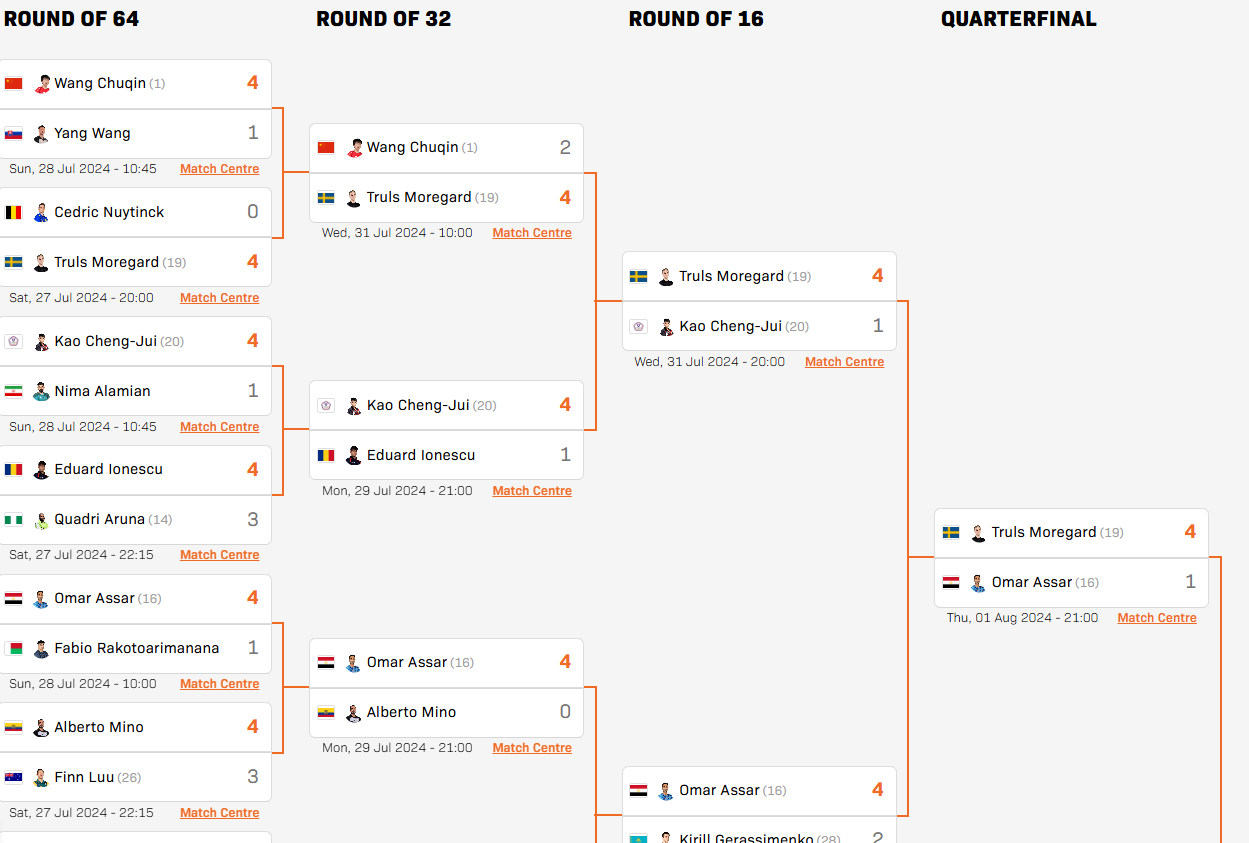 ROUND OF 64
Wang Chuqin (1) 4
Yang Wang 1
Sun, 28 Jul 2024 - 10:45 Match Centre
Cedric Nuytinck 0
Truls Moregard (19) 4
Sat, 27 Jul 2024 - 20:00 Match Centre
Kao Cheng-Jui (20) 4
Nima Alamian 1
Sun, 28 Jul 2024 - 10:45 Match Centre
Eduard Ionescu 4
Quadri Aruna (14) 3
Sat, 27 Jul 2024 - 22:15 Match Centre
Omar Assar (16) 4
Fabio Rakotoarimanana 1
Sun, 28 Jul 2024 - 10:00 Match Centre
Alberto Mino 4
Finn Luu (26) 3
Sat, 27 Jul 2024 - 22:15 Match Centre
ROUND OF 32
Wang Chuqin (1) 2
Truls Moregard (19) 4
Wed, 31 Jul 2024 - 10:00 Match Centre
Kao Cheng-Jui (20) 4
Eduard Ionescu 1
Mon, 29 Jul 2024 - 21:00 Match Centre
Omar Assar (16) 4
Alberto Mino 0
Mon, 29 Jul 2024 - 21:00 Match Centre
ROUND OF 16
Truls Moregard (19) 4
Kao Cheng-Jui (20) 1
Wed, 31 Jul 2024 - 20:00 Match Centre
Omar Assar (16) 4
Kirill Gerassimenko (28) 2
QUARTERFINAL
Truls Moregard (19) 4
Omar Assar (16) 1
Thu, 01 Aug 2024 - 21:00 Match Centre